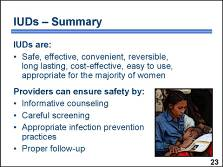 IUDs – Summary
IUDs are:
• Safe, effective, convenient, reversible,
long lasting, cost-effective, easy to use,
appropriate for the majority of women
Providers can ensure safety by:
• Informative counseling
• Careful screening
• Appropriate infection prevention
practices
• Proper follow-up
23